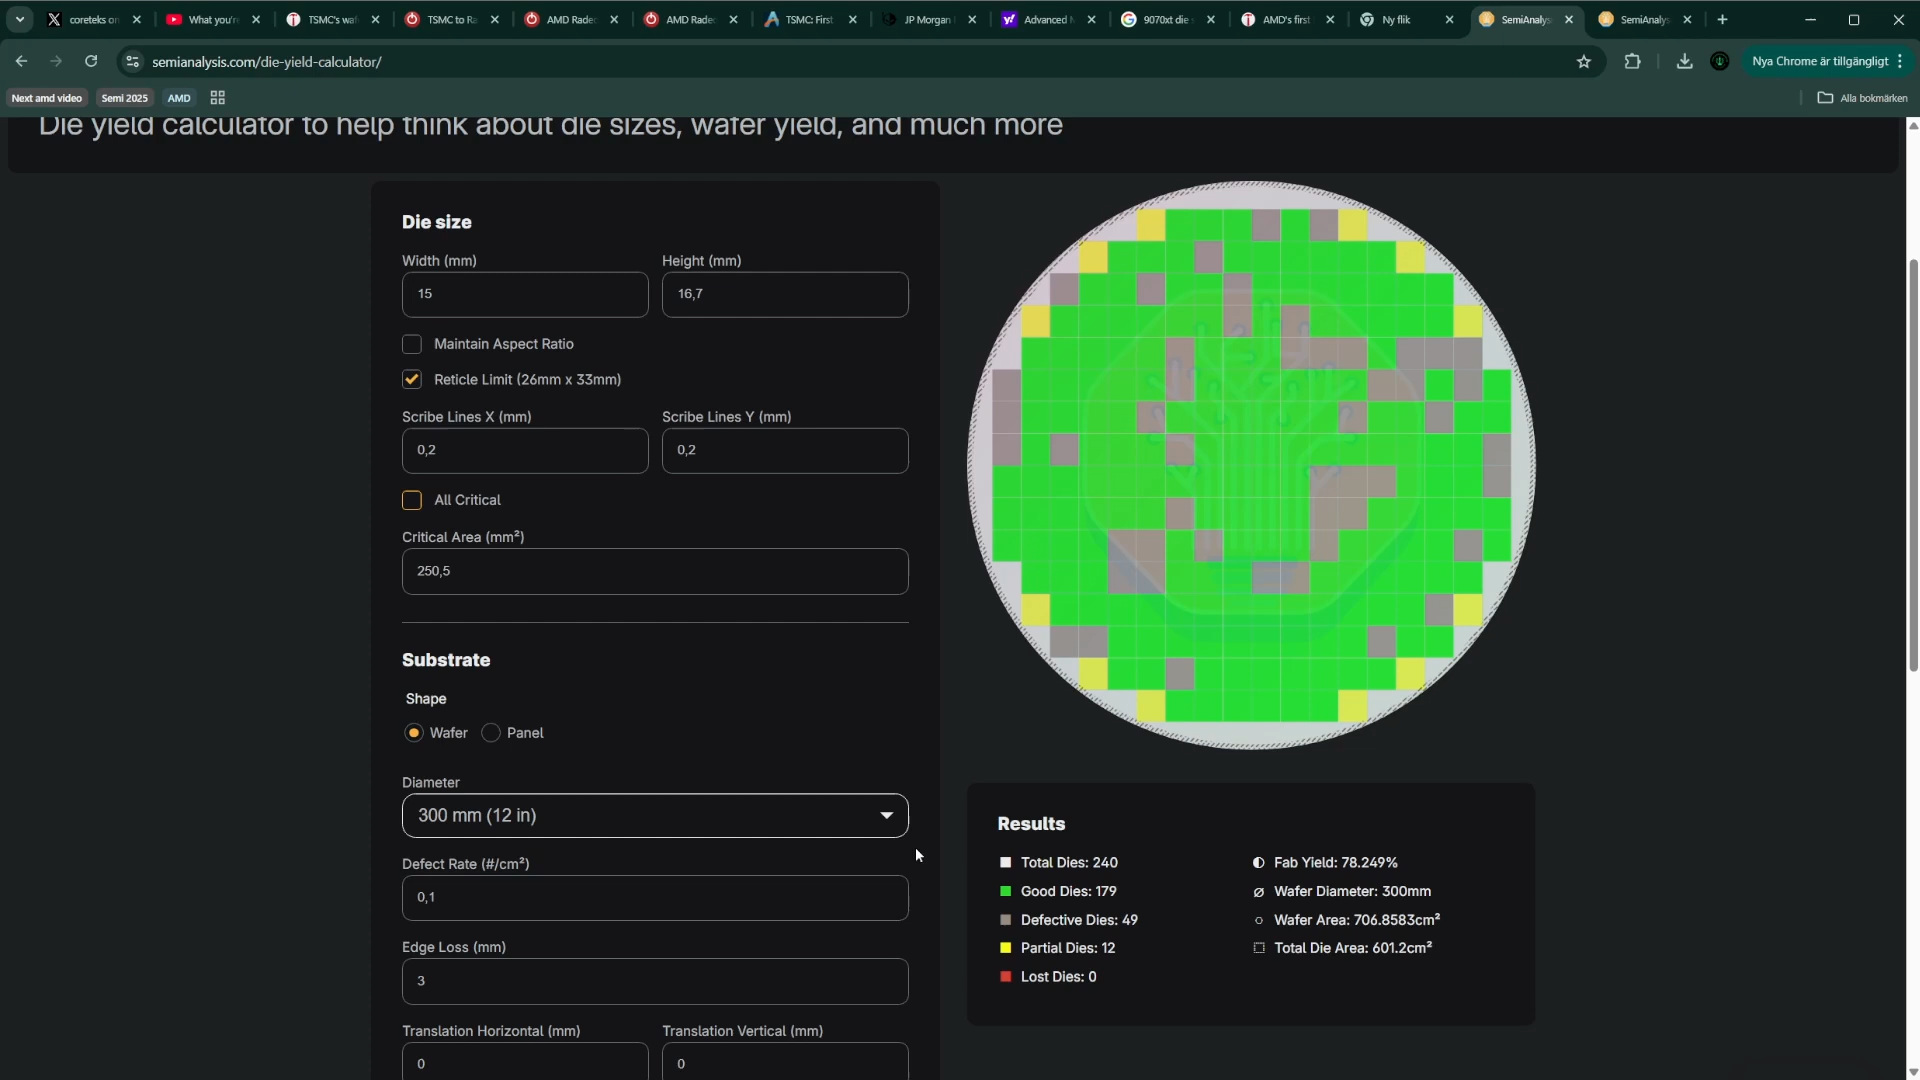 coreteks on
What you're
TSMC's waf
TSMC to Ra
AMD Rade
AMD Rade
TSMC: First
JP Morgan
Advanced M
9070xt die s
AMD's first
Ny flik
SemiAnalys
SemiAnalys
semianalysis.com/die-yield-calculator/
Nya Chrome är tillgängligt
Next amd video
Semi 2025
AMD
Alla bokmärken
Die yield calculator to help think about die sizes, wafer yield, and much more
Die size
Width (mm)
Height (mm)
15
16,7
Maintain Aspect Ratio
Reticle Limit (26mm x 33mm)
Scribe Lines X (mm)
Scribe Lines Y (mm)
0,2
0,2
All Critical
Critical Area (mm²)
250,5
Substrate
Shape
Wafer
Panel
Diameter
300 mm (12 in)
Defect Rate (#/cm²)
0,1
Edge Loss (mm)
3
Translation Horizontal (mm)
Translation Vertical (mm)
0
0
Results
Total Dies: 240
Good Dies: 179
Defective Dies: 49
Partial Dies: 12
Lost Dies: 0
Fab Yield: 78.249%
Wafer Diameter: 300mm
Wafer Area: 706.8583cm²
Total Die Area: 601.2cm²